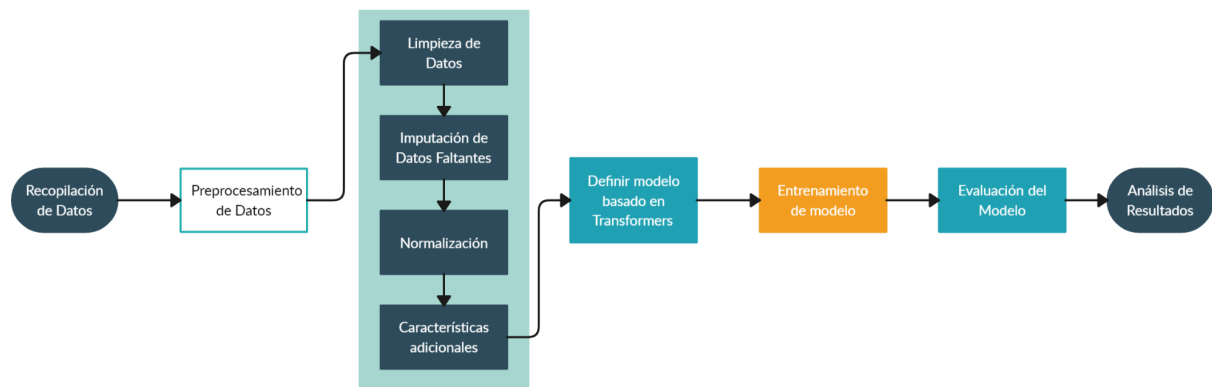 Recopilación
de Datos
Preprocesamiento
de Datos
Limpieza de
Datos
Imputación de
Datos Faltantes
Normalización
Características
adicionales
Definir modelo
basado en
Transformers
Entrenamiento
de modelo
Evaluación del
Modelo
Análisis de
Resultados